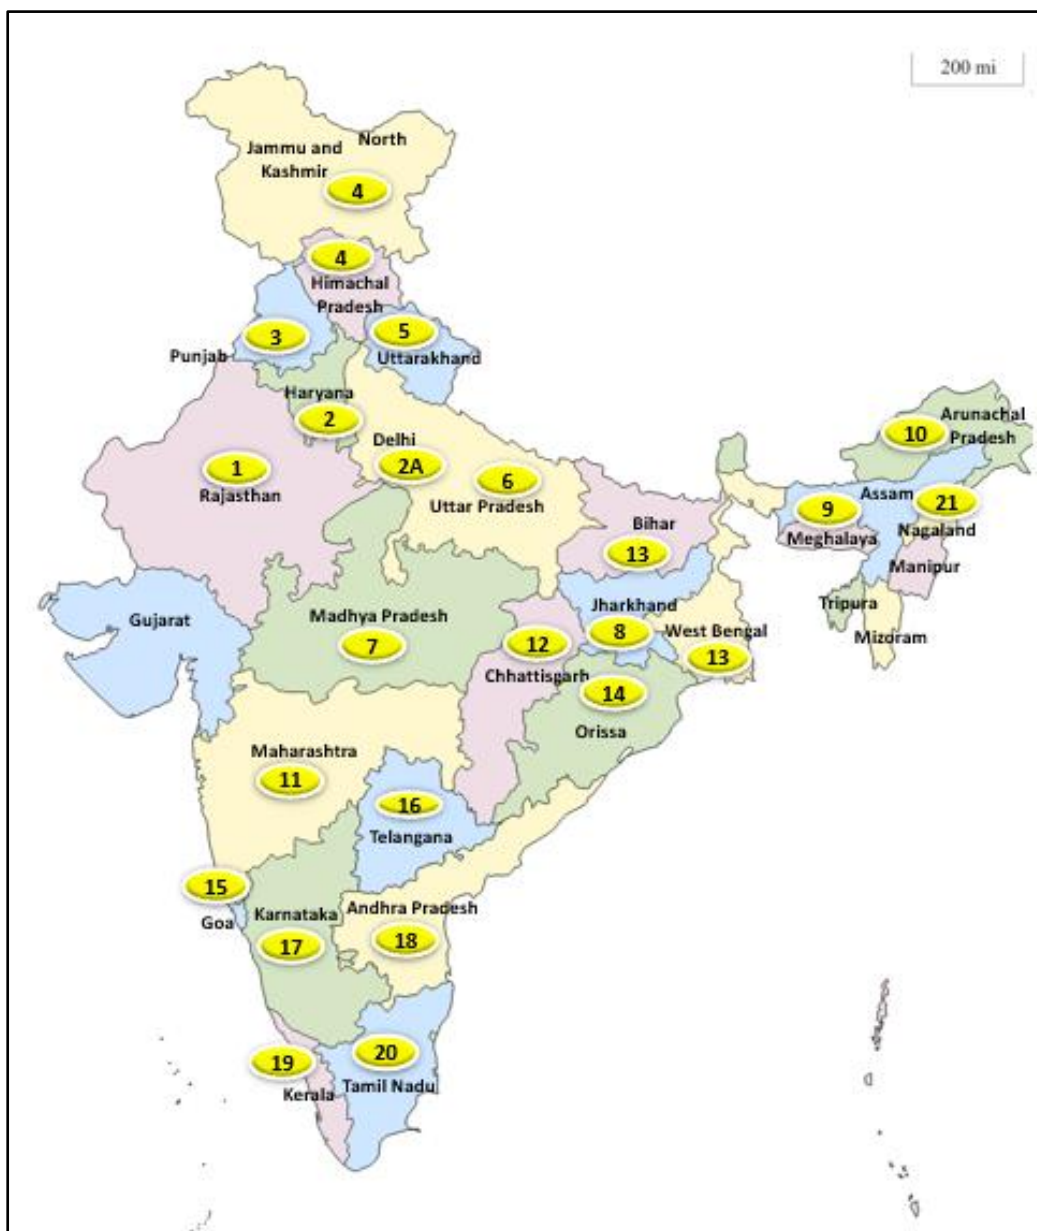 200 mi
North
Jammu and
Kashmir
4
4
Himachal
Pradesh
3
5
Punjab
Uttarakhand
Haryana
2
Arunachal
Pradesh
10
Delhi
2A
1
Rajasthan
6
Uttar Pradesh
Assam
21
9
Bihar
Nagaland
Meghalaya
13
Manipur
Jharkhand
Tripura
Madhya Pradesh
Gujarat
8
West Bengal
Mizoram
7
12
13
Chhattisgarh
14
Orissa
Maharashtra
11
16
Telangana
15
Goa
Andhra Pradesh
Karnataka
18
17
20
19
Tamil Nadu
Kerala